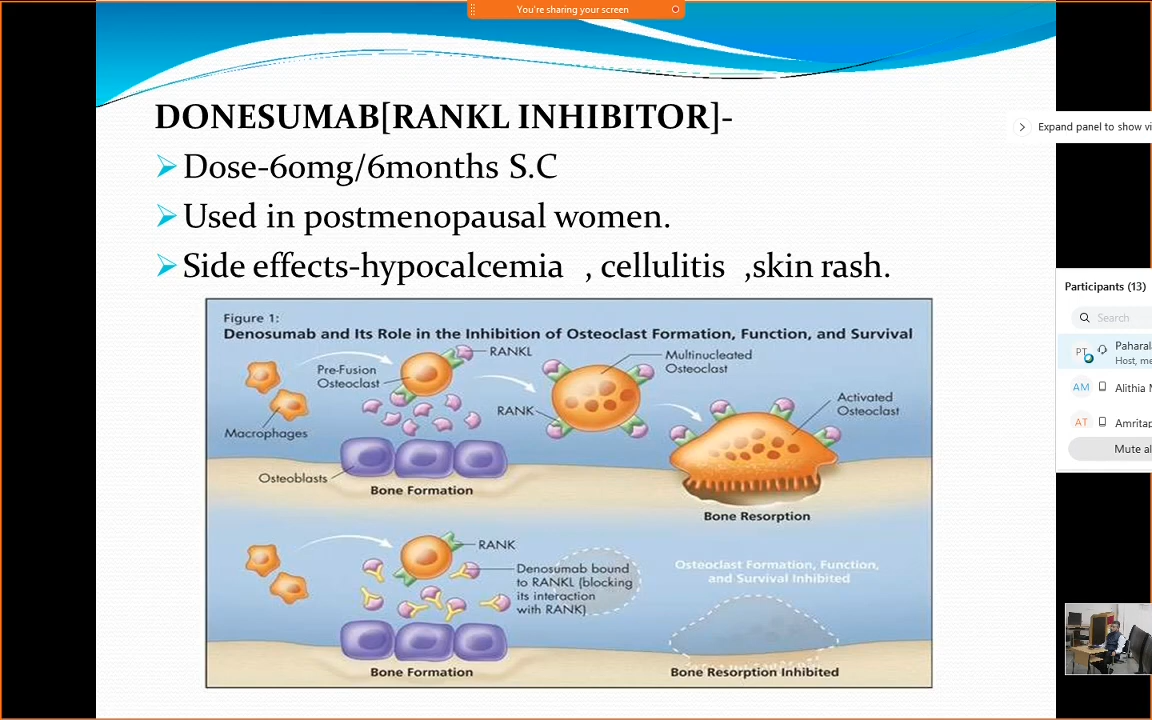 You're sharing your screen
DONESUMAB[RANKL INHIBITOR]-
Dose-60mg/6months S.C
Used in postmenopausal women.
Side effects-hypocalcemia , cellulitis ,skin rash.
Figure 1:
Denosumab and Its Role in the Inhibition of Osteoclast Formation, Function, and Survival
RANKL
Pre-Fusion
Osteoclast
Multinucleated
Osteoclast
RANK
Activated
Osteoclast
Macrophages
Osteoblasts
Bone Formation
Bone Resorption
RANK
Denosumab bound
to RANKL (blocking
its interaction
with RANK)
Osteoclast Formation, Function,
and Survival Inhibited
Bone Formation
Bone Resorption Inhibited
Expand panel to show vi
Participants (13)
Search
PT
Paharal
Host, me
AM
Alithia M
AT
Amritap
Mute al